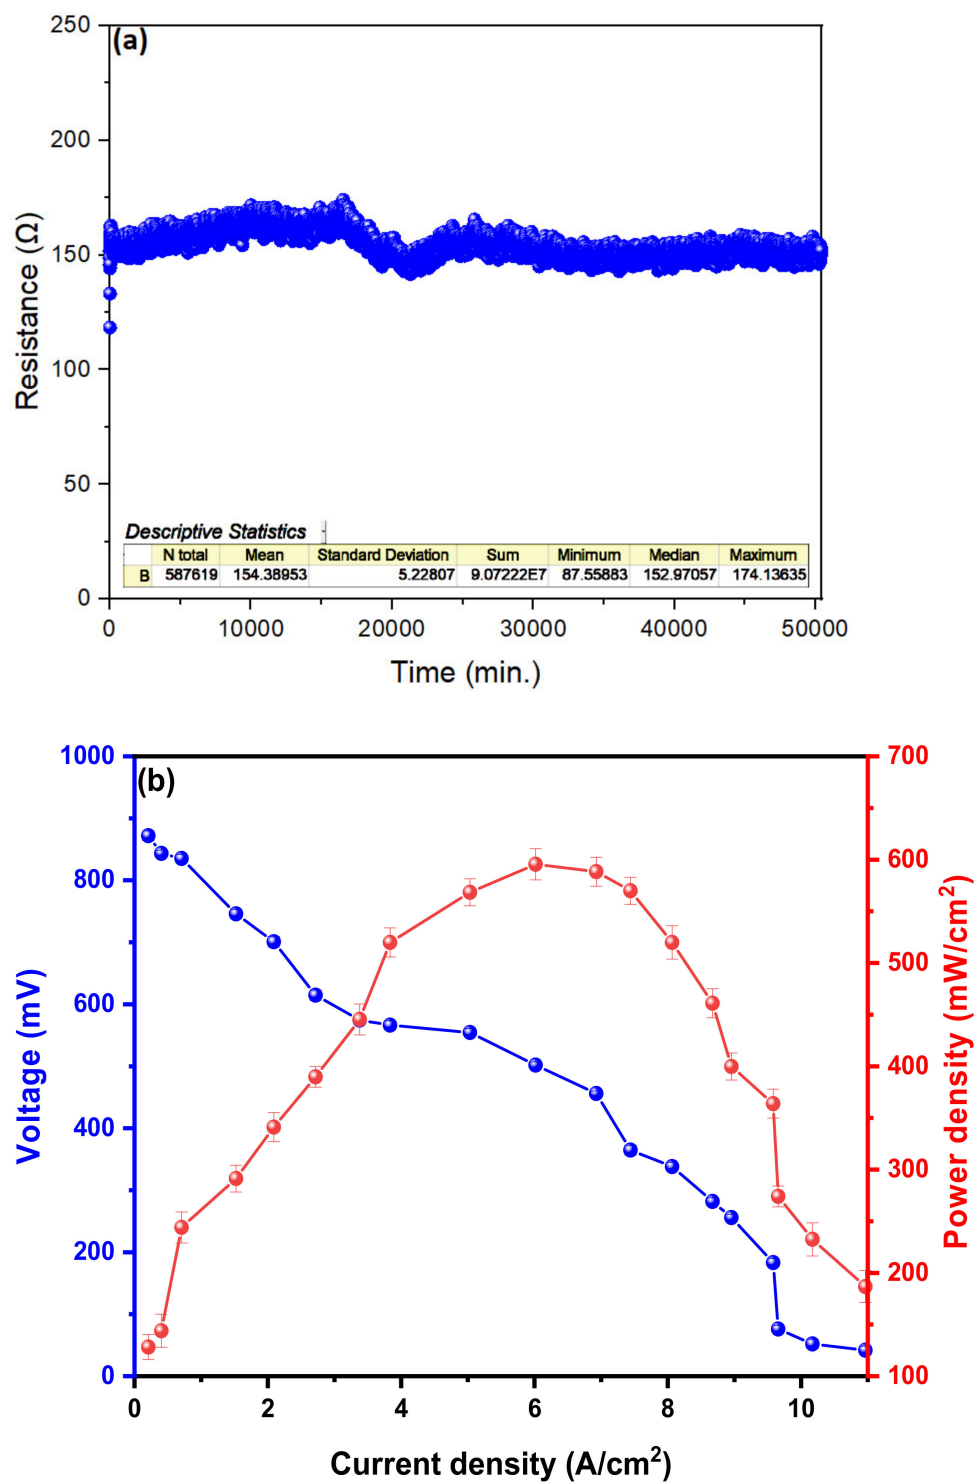 (a)
250
200
150
100
50
0
Resistance (Ω)
Descriptive Statistics
N total Mean Standard Deviation Sum Minimum Median Maximum
B 587619 154.38953 5.22807 9.07222E7 87.55883 152.97057 174.13635
0 10000 20000 30000 40000 50000
Time (min.)
(b)
1000
800
600
400
200
0
Voltage (mV)
700
600
500
400
300
200
100
Power density (mW/cm²)
0 2 4 6 8 10
Current density (A/cm²)